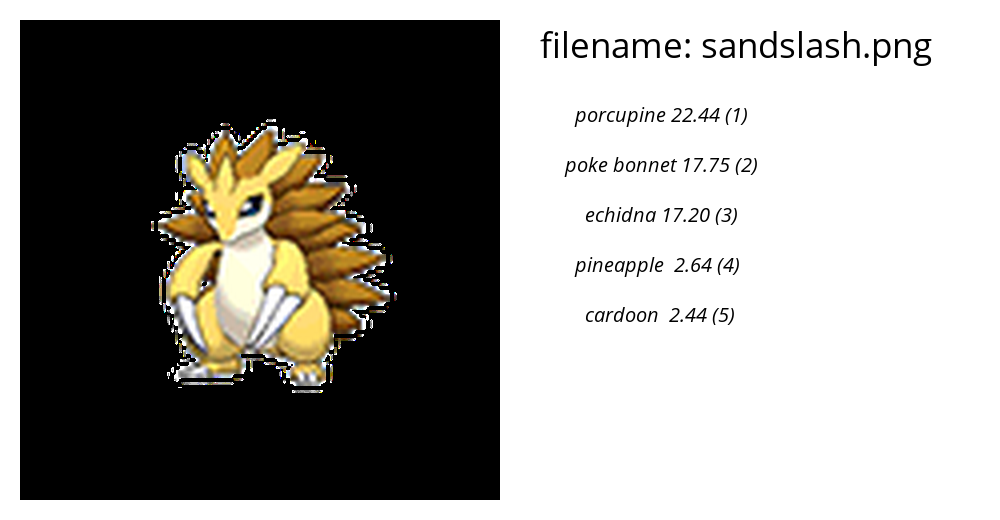 filename: sandslash.png
porcupine 22.44 (1)
poke bonnet 17.75 (2)
echidna 17.20 (3)
pineapple  2.64 (4)
cardoon  2.44 (5)